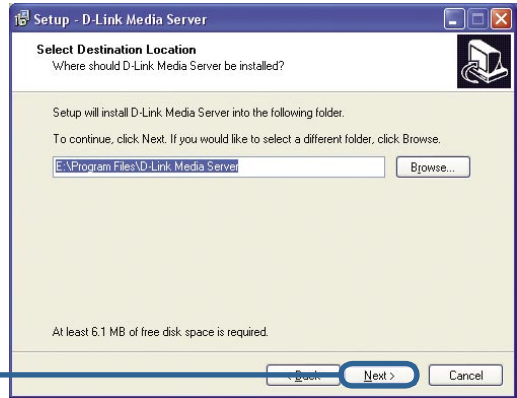 Setup - D-Link Media Server
Select Destination Location
Where should D-Link Media Server be installed?
Setup will install D-Link Media Server into the following folder.
To continue, click Next. If you would like to select a different folder, click Browse.
E:\Program Files\D-Link Media Server
Browse...
At least 6.1 MB of free disk space is required.
< Back
Next >
Cancel